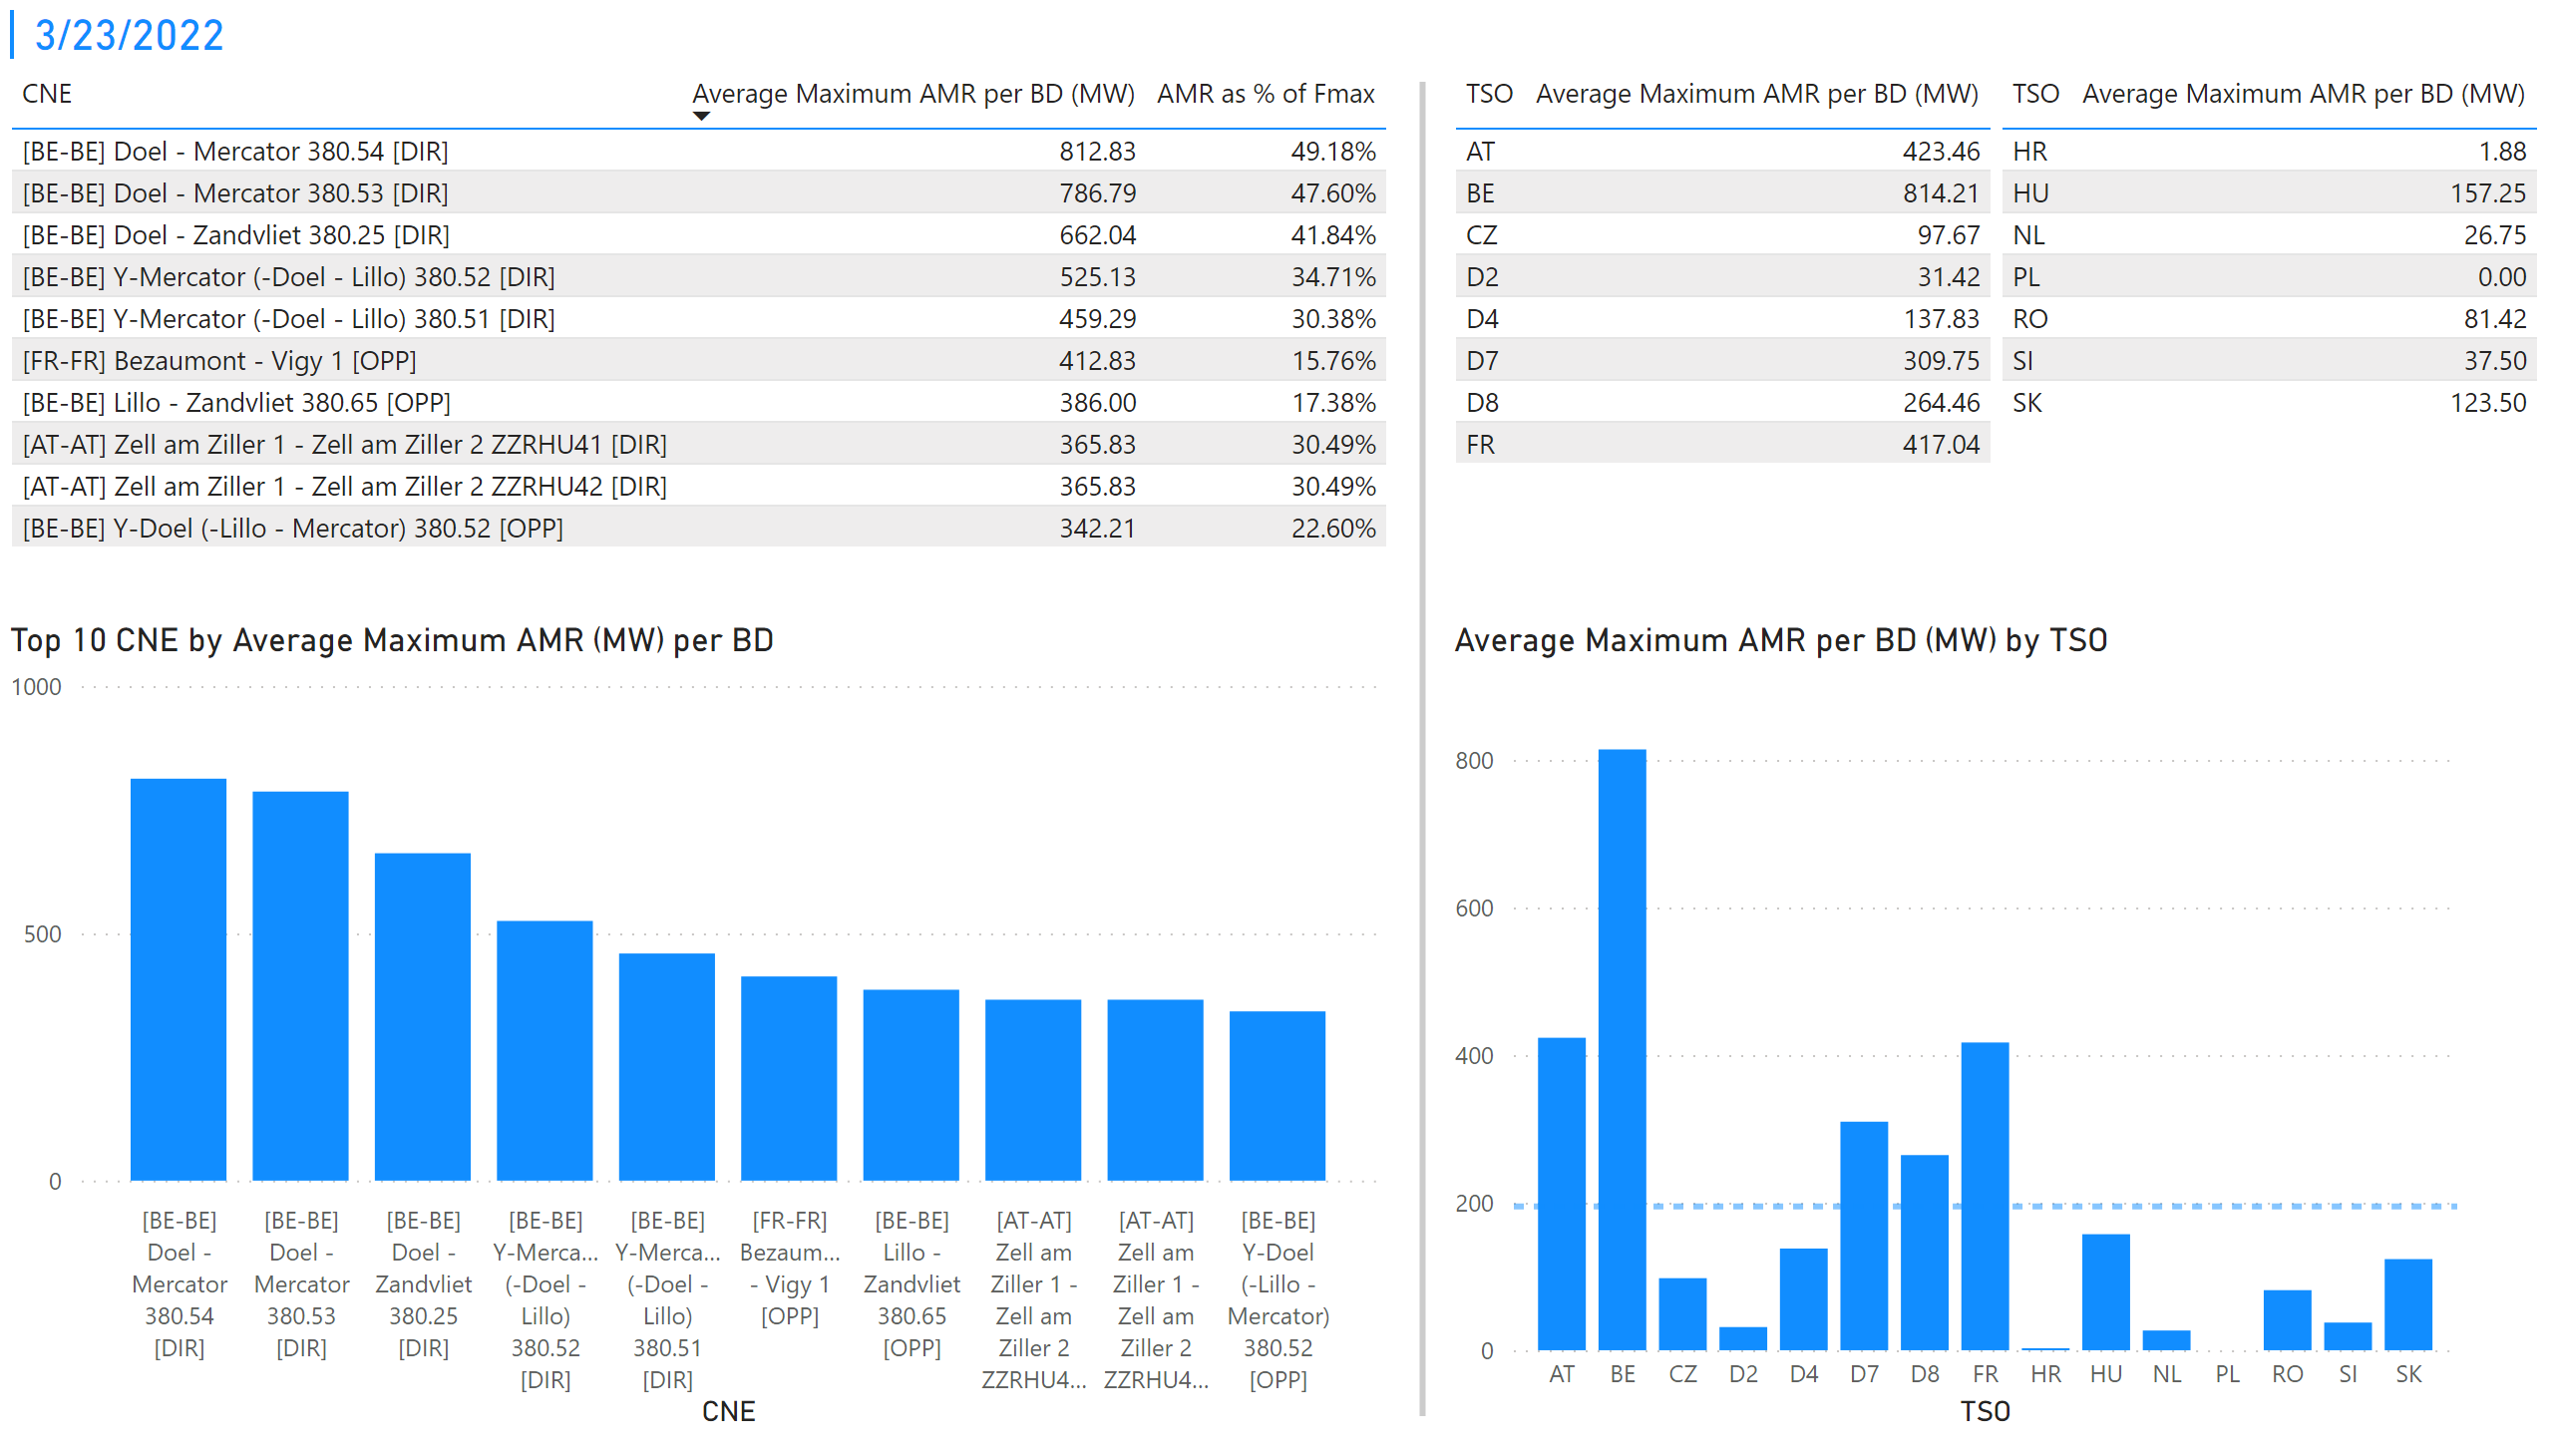 3/23/2022
CNE Average Maximum AMR per BD (MW) AMR as % of Fmax
[BE-BE] Doel - Mercator 380.54 [DIR] 812.83 49.18%
[BE-BE] Doel - Mercator 380.53 [DIR] 786.79 47.60%
[BE-BE] Doel - Zandvliet 380.25 [DIR] 662.04 41.84%
[BE-BE] Y-Mercator (-Doel - Lillo) 380.52 [DIR] 525.13 34.71%
[BE-BE] Y-Mercator (-Doel - Lillo) 380.51 [DIR] 459.29 30.38%
[FR-FR] Bezaumont - Vigy 1 [OPP] 412.83 15.76%
[BE-BE] Lillo - Zandvliet 380.65 [OPP] 386.00 17.38%
[AT-AT] Zell am Ziller 1 - Zell am Ziller 2 ZZRHU41 [DIR] 365.83 30.49%
[AT-AT] Zell am Ziller 1 - Zell am Ziller 2 ZZRHU42 [DIR] 365.83 30.49%
[BE-BE] Y-Doel (-Lillo - Mercator) 380.52 [OPP] 342.21 22.60%
TSO Average Maximum AMR per BD (MW)
AT 423.46
BE 814.21
CZ 97.67
D2 31.42
D4 137.83
D7 309.75
D8 264.46
FR 417.04
TSO Average Maximum AMR per BD (MW)
HR 1.88
HU 157.25
NL 26.75
PL 0.00
RO 81.42
SI 37.50
SK 123.50
Top 10 CNE by Average Maximum AMR (MW) per BD
1000
500
0
[BE-BE]
Doel -
Mercator
380.54
[DIR]
[BE-BE]
Doel -
Mercator
380.53
[DIR]
[BE-BE]
Doel -
Zandvliet
380.25
[DIR]
[BE-BE]
Y-Merca...
(-Doel -
Lillo)
380.52
[DIR]
[BE-BE]
Y-Merca...
(-Doel -
Lillo)
380.51
[DIR]
[FR-FR]
Bezaum...
- Vigy 1
[OPP]
[BE-BE]
Lillo -
Zandvliet
380.65
[OPP]
[AT-AT]
Zell am
Ziller 1 -
Zell am
Ziller 2
ZZRHU4...
[AT-AT]
Zell am
Ziller 1 -
Zell am
Ziller 2
ZZRHU4...
[BE-BE]
Y-Doel
(-Lillo -
Mercator)
380.52
[OPP]
CNE
Average Maximum AMR per BD (MW) by TSO
800
600
400
200
0
AT BE CZ D2 D4 D7 D8 FR HR HU NL PL RO SI SK
TSO